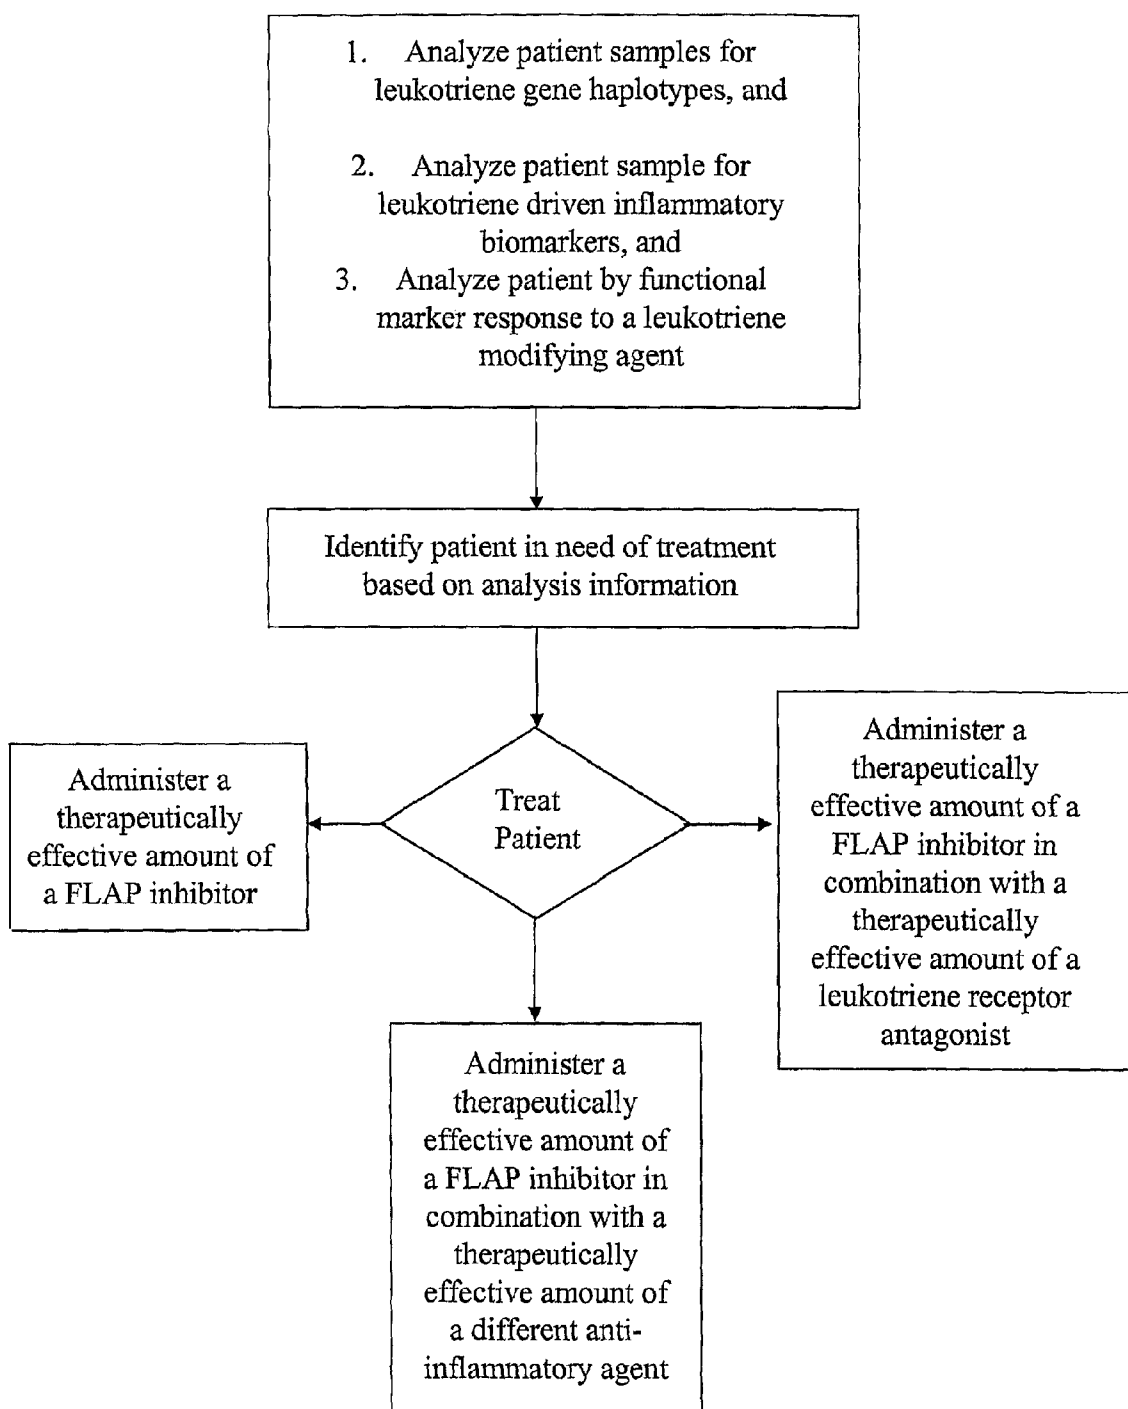 1. Analyze patient samples for
leukotriene gene haplotypes, and
2. Analyze patient sample for
leukotriene driven inflammatory
biomarkers, and
3. Analyze patient by functional
marker response to a leukotriene
modifying agent
Identify patient in need of treatment
based on analysis information
Treat
Patient
Administer a
therapeutically
effective amount of
a FLAP inhibitor
Administer a
therapeutically
effective amount of a
FLAP inhibitor in
combination with a
therapeutically
effective amount of a
leukotriene receptor
antagonist
Administer a
therapeutically
effective amount of
a FLAP inhibitor in
combination with a
therapeutically
effective amount of
a different anti-
inflammatory agent